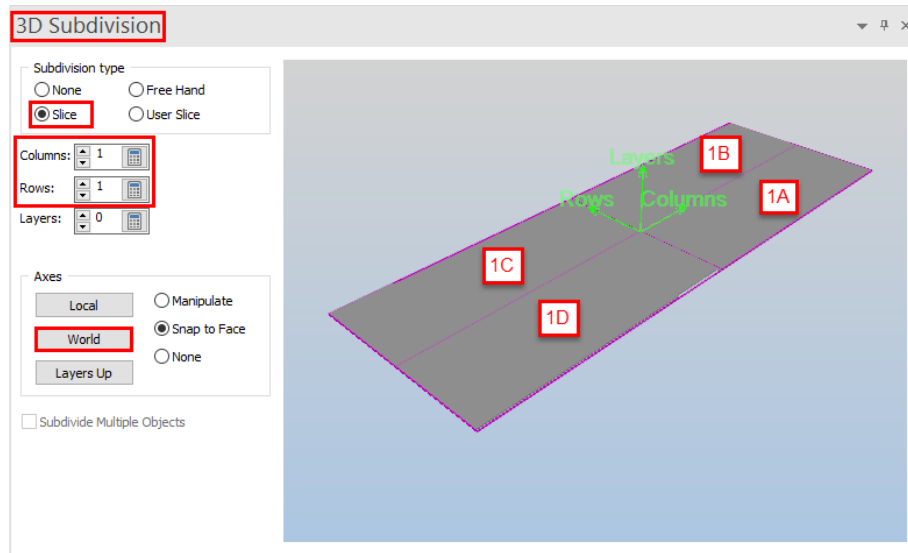 3D Subdivision
Subdivision type
None
Free Hand
Slice
User Slice
Columns: 1
Rows: 1
Layers: 0
Axes
Local
Manipulate
World
Snap to Face
None
Layers Up
Subdivide Multiple Objects
Layers
Rows
Columns
1B
1A
1C
1D